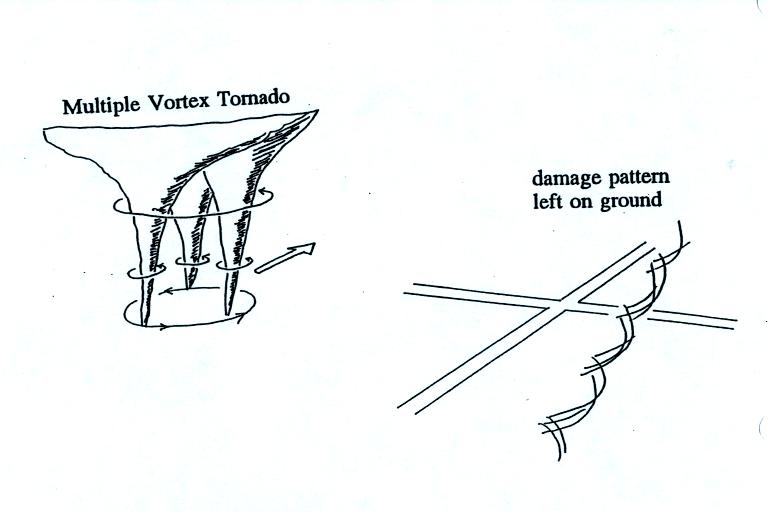 Multiple Vortex Tornado
damage pattern
left on ground